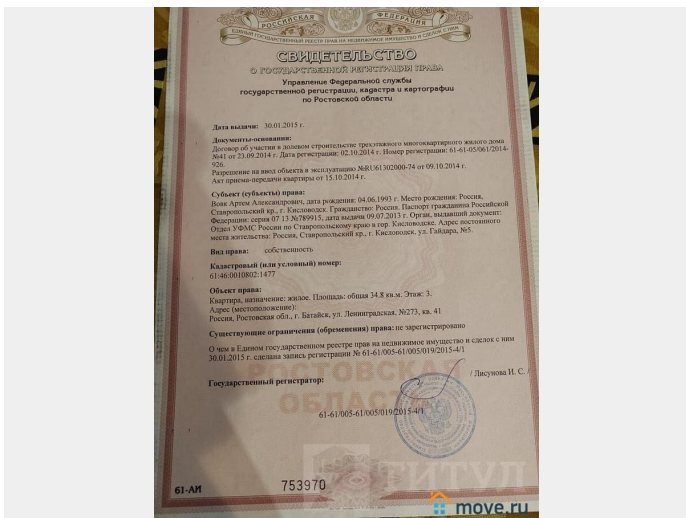 РОССИЙСКАЯ ФЕДЕРАЦИЯ
ЕДИНЫЙ ГОСУДАРСТВЕННЫЙ РЕЕСТР ПРАВ НА НЕДВИЖИМОЕ ИМУЩЕСТВО И СДЕЛОК С НИМ
СВИДЕТЕЛЬСТВО
О ГОСУДАРСТВЕННОЙ РЕГИСТРАЦИИ ПРАВА
Управление Федеральной службы
государственной регистрации, кадастра и картографии
по Ростовской области
Дата выдачи: 30.01.2015 г.
Документы-основания:
Договор об участии в долевом строительстве трехэтажного многоквартирного жилого дома
№41 от 23.09.2014 г. Дата регистрации: 02.10.2014 г. Номер регистрации: 61-61-05/061/2014-
926.
Разрешение на ввод объекта в эксплуатацию №RU61302000-74 от 09.10.2014 г.
Акт приема-передачи квартиры от 15.10.2014 г.
Субъект (субъекты) права:
Вовк Артем Александрович, дата рождения: 04.06.1993 г. Место рождения: Россия,
Ставропольский кр., г. Кисловодск. Гражданство: Россия. Паспорт гражданина Российской
Федерации: серия 07 13 №789915, дата выдачи 09.07.2013 г. Орган, выдавший документ:
Отдел УФМС России по Ставропольскому краю в гор. Кисловодске. Адрес постоянного
места жительства: Россия, Ставропольский кр., г. Кисловодск, ул. Гайдара, №5.
Вид права: собственность
Кадастровый (или условный) номер:
61:46:0010802:1477
Объект права:
Квартира, назначение: жилое. Площадь: общая 34.8 кв.м. Этаж: 3.
Адрес (местоположение):
Россия, Ростовская обл., г. Батайск, ул. Ленинградская, №273, кв. 41
Существующие ограничения (обременения) права: не зарегистрировано
О чем в Едином государственном реестре прав на недвижимое имущество и сделок с ним
30.01.2015 г. сделана запись регистрации № 61-61/005-61/005/019/2015-4/1
РОСТОВСКАЯ
ОБЛАСТЬ
Государственный регистратор: / Лисунова И. С. /
61-61/005-61/005/019/2015-4/1
ТИТУЛ
61-АИ 753970
move.ru